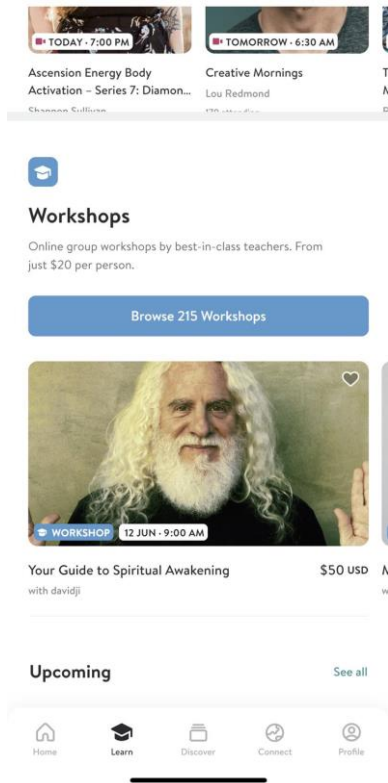 TODAY · 7:00 PM
TOMORROW · 6:30 AM
Ascension Energy Body
Activation – Series 7: Diamon...
Shannon Sullivan
Creative Mornings
Lou Redmond
Workshops
Online group workshops by best-in-class teachers. From
just $20 per person.
Browse 215 Workshops
WORKSHOP
12 JUN · 9:00 AM
Your Guide to Spiritual Awakening
$50 USD
with davidji
Upcoming
See all
Home
Learn
Discover
Connect
Profile